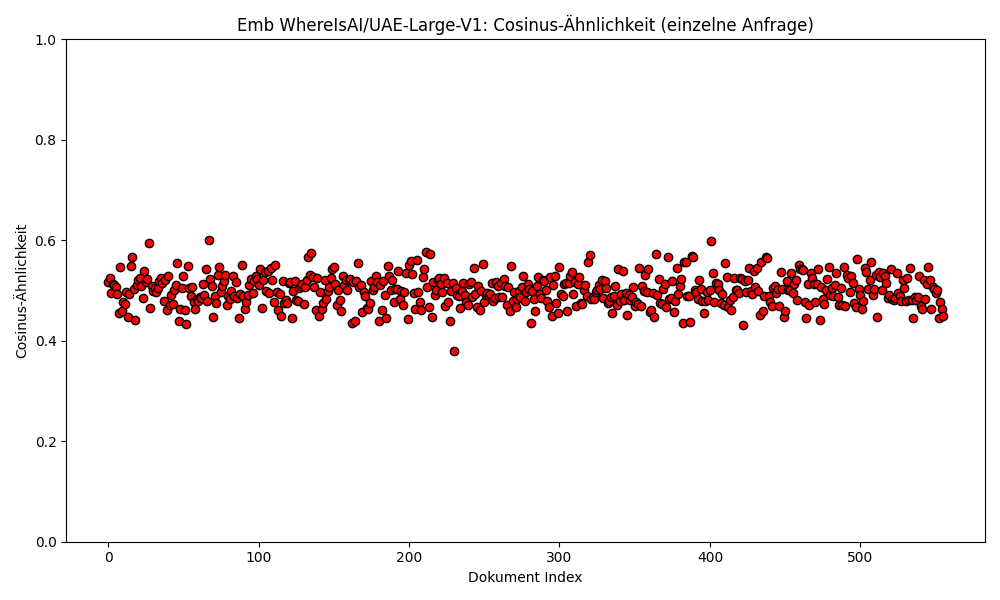 Emb WhereIsAI/UAE-Large-V1: Cosinus-Ähnlichkeit (einzelne Anfrage)
1.0
0.8
0.6
0.4
0.2
0.0
Cosinus-Ähnlichkeit
0 100 200 300 400 500
Dokument Index